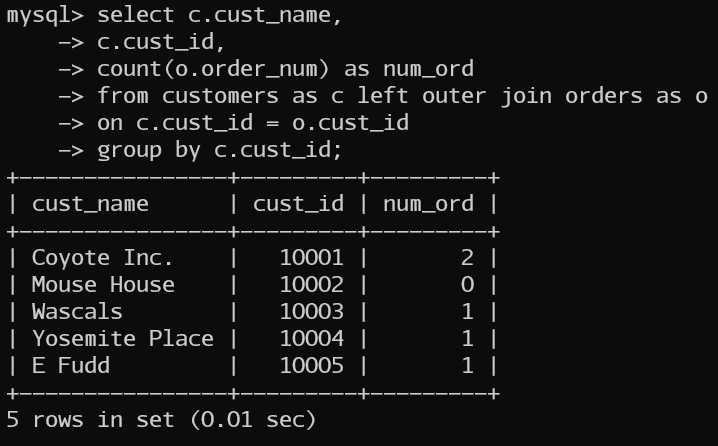 mysql> select c.cust_name,
    -> c.cust_id,
    -> count(o.order_num) as num_ord
    -> from customers as c left outer join orders as o
    -> on c.cust_id = o.cust_id
    -> group by c.cust_id;
+----------------+---------+---------+
| cust_name      | cust_id | num_ord |
+----------------+---------+---------+
| Coyote Inc.    |   10001 |       2 |
| Mouse House    |   10002 |       0 |
| Wascals        |   10003 |       1 |
| Yosemite Place |   10004 |       1 |
| E Fudd         |   10005 |       1 |
+----------------+---------+---------+
5 rows in set (0.01 sec)